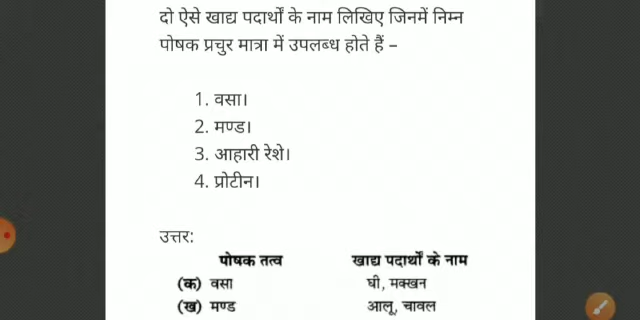 दो ऐसे खाद्य पदार्थों के नाम लिखिए जिनमें निम्न
पोषक प्रचुर मात्रा में उपलब्ध होते हैं –
1. वसा।
2. मण्ड।
3. आहारी रेशे।
4. प्रोटीन।
उत्तर:
पोषक तत्व खाद्य पदार्थों के नाम
(क) वसा घी, मक्खन
(ख) मण्ड आलू, चावल